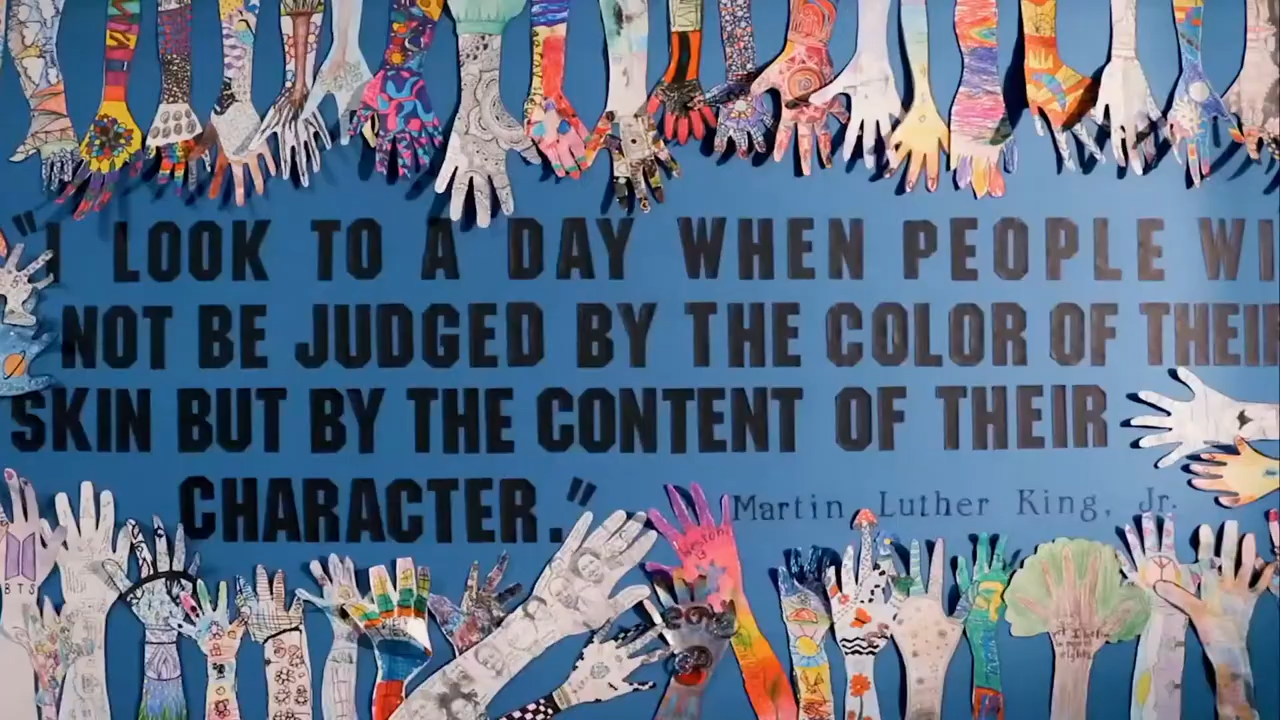 "I LOOK TO A DAY WHEN PEOPLE WI
NOT BE JUDGED BY THE COLOR OF THEIR
SKIN BUT BY THE CONTENT OF THEIR
CHARACTER."
Martin Luther King, Jr.
BTS